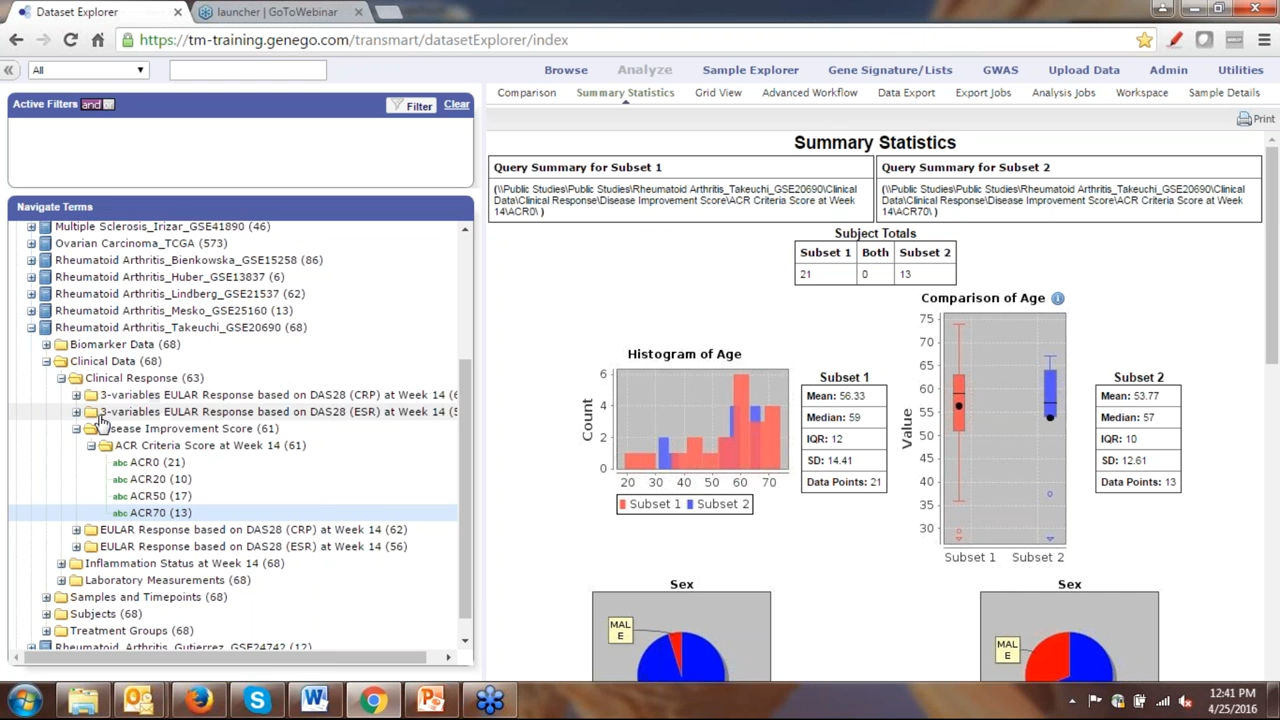 Dataset Explorer
launcher | GoToWebinar
https://tm-training.genego.com/transmart/datasetExplorer/index
All
Browse Analyze Sample Explorer Gene Signature/Lists GWAS Upload Data Admin Utilities
Comparison Summary Statistics Grid View Advanced Workflow Data Export Export Jobs Analysis Jobs Workspace Sample Details
Active Filters and or Filter Clear
Print
Navigate Terms
Multiple Sclerosis_Irizar_GSE41890 (46)
Ovarian Carcinoma_TCGA (573)
Rheumatoid Arthritis_Bienkowska_GSE15258 (86)
Rheumatoid Arthritis_Huber_GSE13837 (6)
Rheumatoid Arthritis_Lindberg_GSE21537 (62)
Rheumatoid Arthritis_Mesko_GSE25160 (13)
Rheumatoid Arthritis_Takeuchi_GSE20690 (68)
Biomarker Data (68)
Clinical Data (68)
Clinical Response (63)
3-variables EULAR Response based on DAS28 (CRP) at Week 14 (6
3-variables EULAR Response based on DAS28 (ESR) at Week 14 (5
isease Improvement Score (61)
ACR Criteria Score at Week 14 (61)
abc ACR0 (21)
abc ACR20 (10)
abc ACR50 (17)
abc ACR70 (13)
EULAR Response based on DAS28 (CRP) at Week 14 (62)
EULAR Response based on DAS28 (ESR) at Week 14 (56)
Inflammation Status at Week 14 (68)
Laboratory Measurements (68)
Samples and Timepoints (68)
Subjects (68)
Treatment Groups (68)
Rheumatoid Arthritis_Gutierrez_GSE24742 (12)
Summary Statistics
Query Summary for Subset 1
(\\Public Studies\Public Studies\Rheumatoid Arthritis_Takeuchi_GSE20690\Clinical
Data\Clinical Response\Disease Improvement Score\ACR Criteria Score at Week
14\ACR0\ )
Query Summary for Subset 2
(\\Public Studies\Public Studies\Rheumatoid Arthritis_Takeuchi_GSE20690\Clinical
Data\Clinical Response\Disease Improvement Score\ACR Criteria Score at Week
14\ACR70\ )
Subject Totals
Subset 1 Both Subset 2
21 0 13
Histogram of Age
Count
6
4
2
0
20 30 40 50 60 70
Subset 1 Subset 2
Subset 1
Mean: 56.33
Median: 59
IQR: 12
SD: 14.41
Data Points: 21
Comparison of Age
Value
75
70
65
60
55
50
45
40
35
30
Subset 1 Subset 2
Subset 2
Mean: 53.77
Median: 57
IQR: 10
SD: 12.61
Data Points: 13
Sex
MAL
E
Sex
MAL
E
12:41 PM
4/25/2016